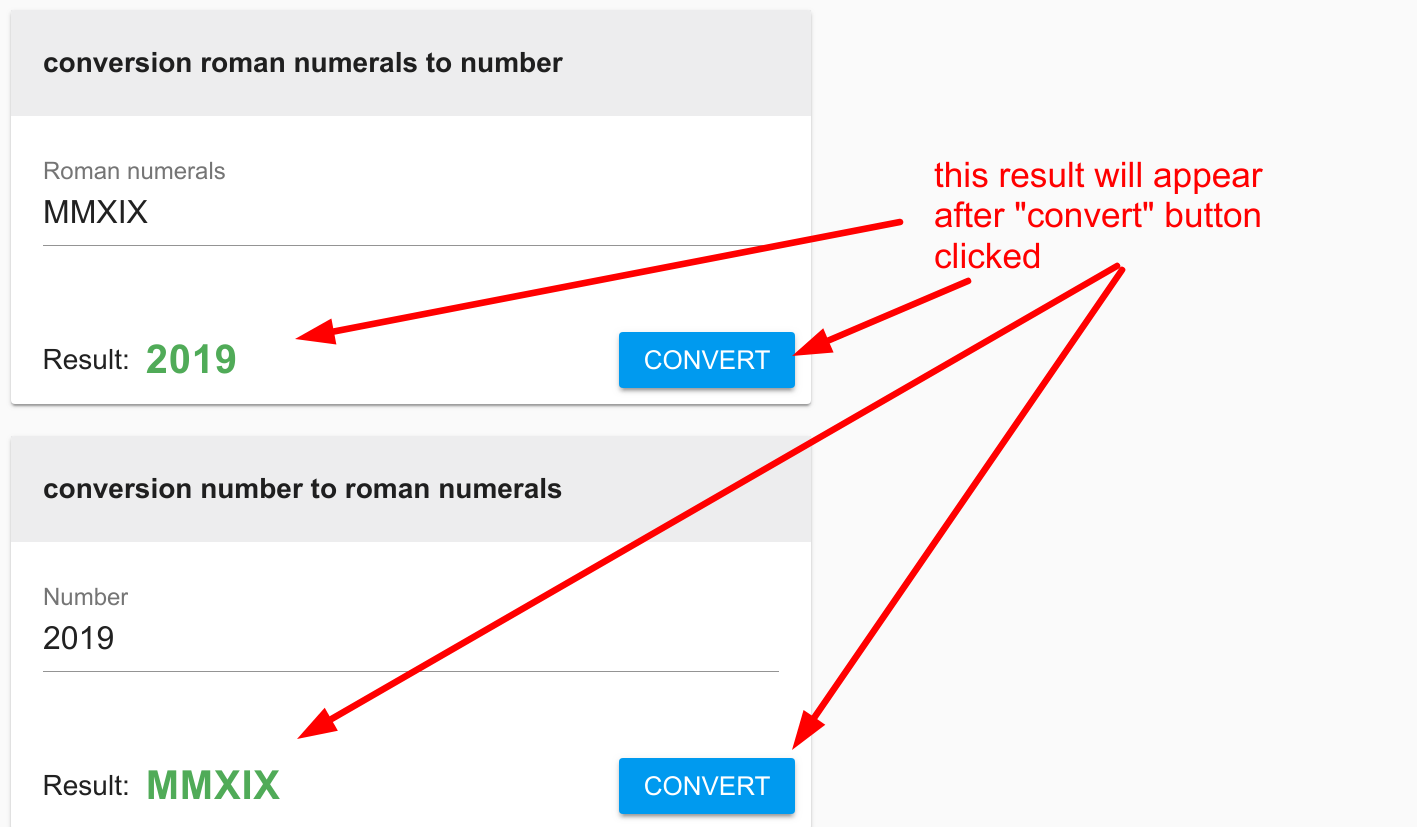 conversion roman numerals to number
Roman numerals
MMXIX
Result: 2019
CONVERT
this result will appear
after "convert" button
clicked
conversion number to roman numerals
Number
2019
Result: MMXIX
CONVERT